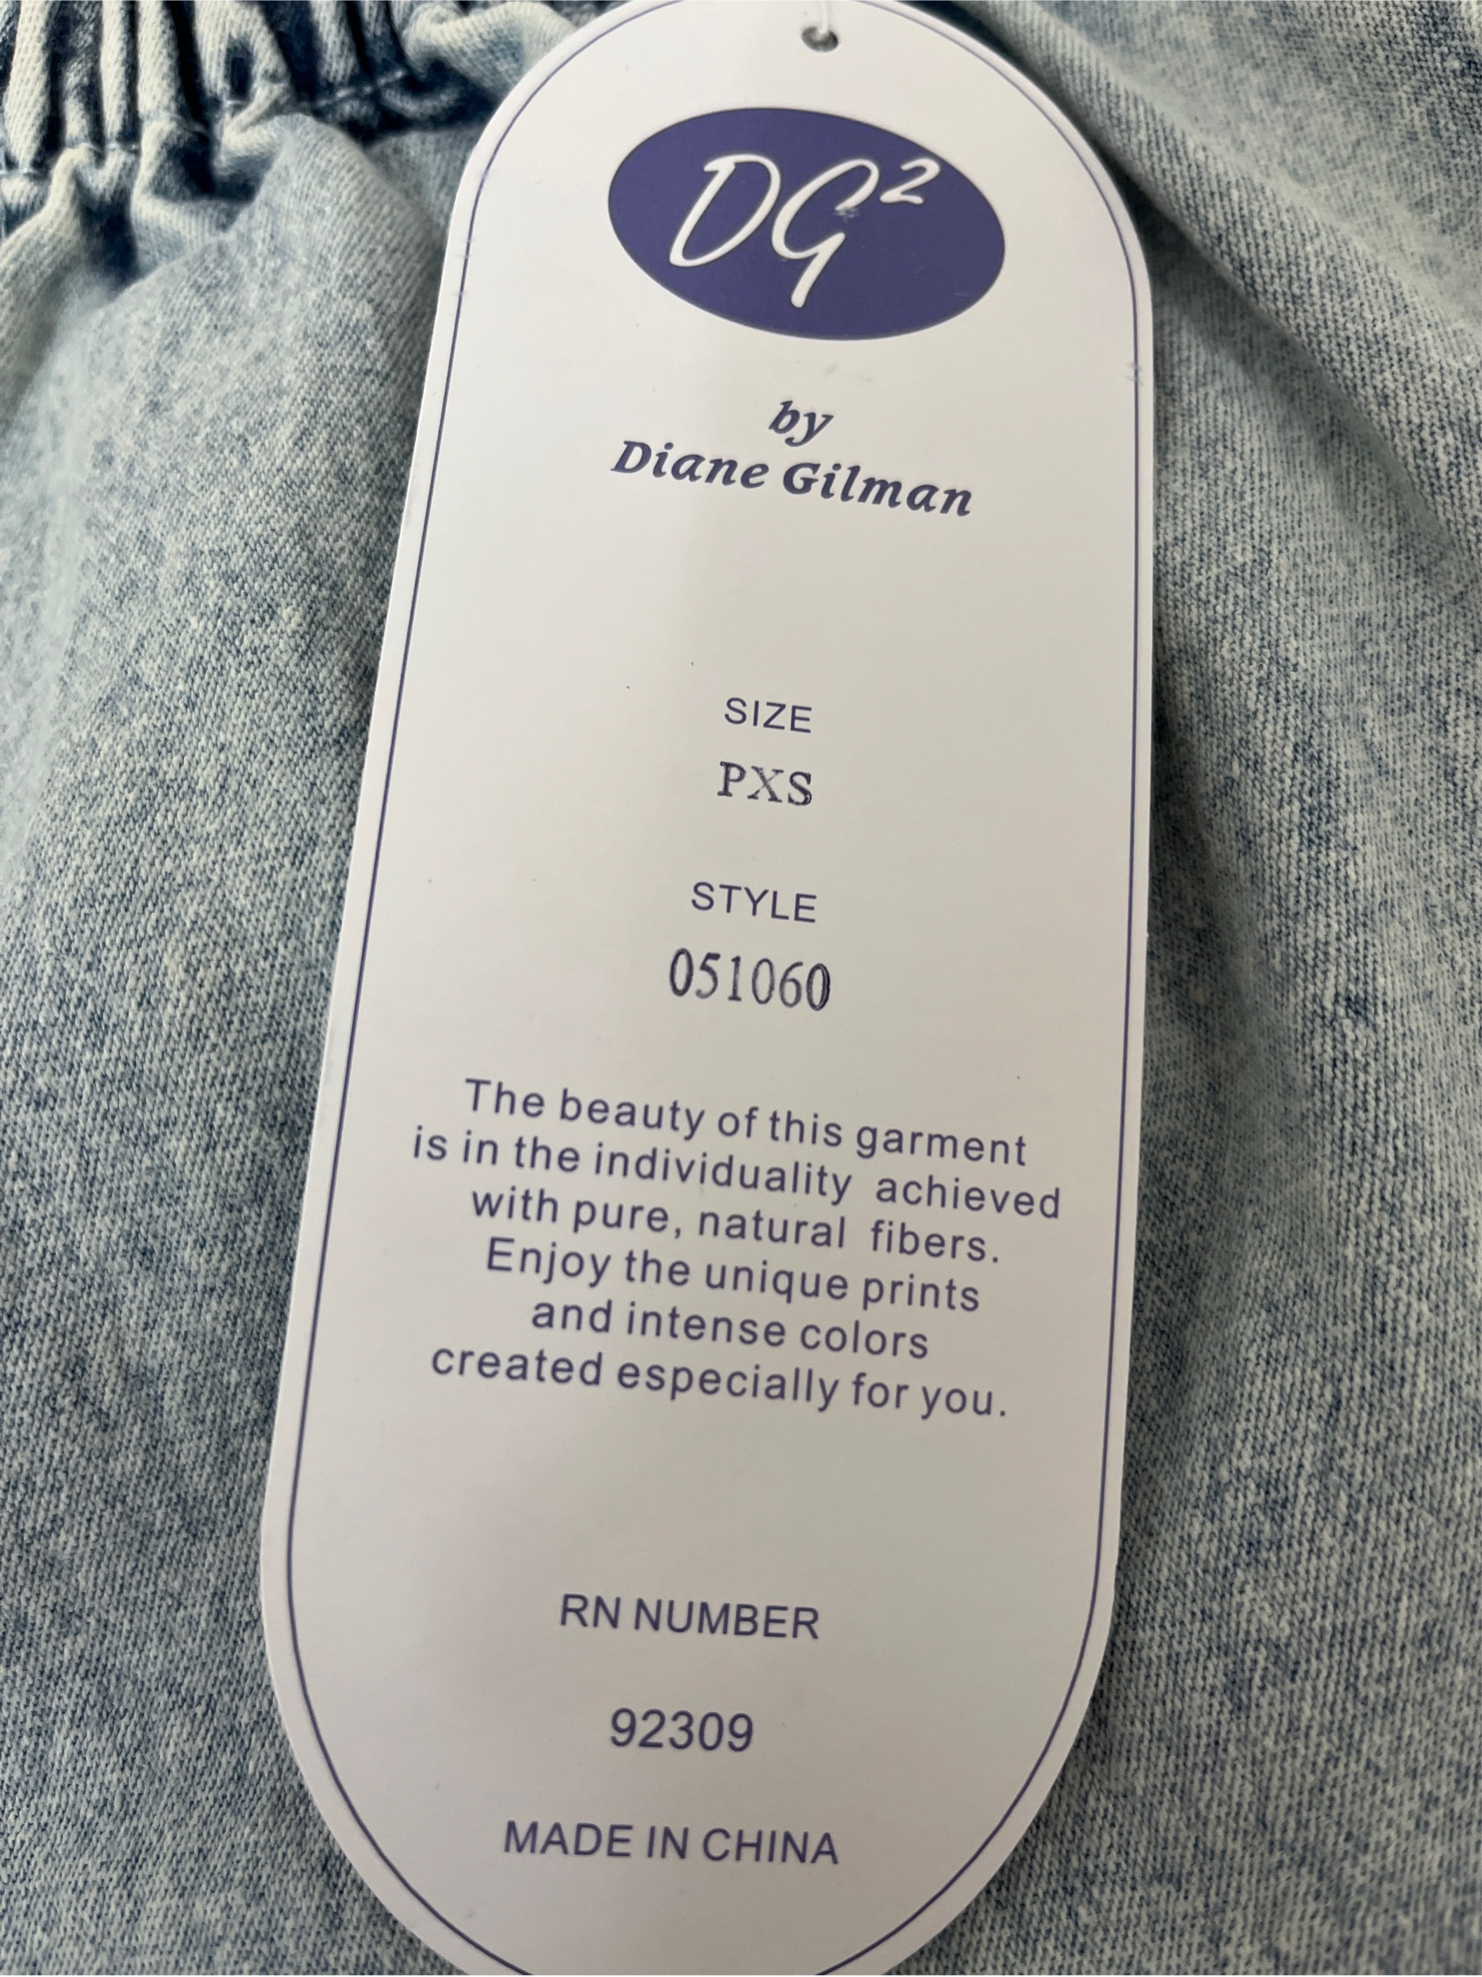 DG²
by
Diane Gilman
SIZE
PXS
STYLE
051060
The beauty of this garment
is in the individuality achieved
with pure, natural fibers.
Enjoy the unique prints
and intense colors
created especially for you.
RN NUMBER
92309
MADE IN CHINA